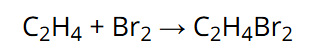 C₂H₄ + Br₂ → C₂H₄Br₂